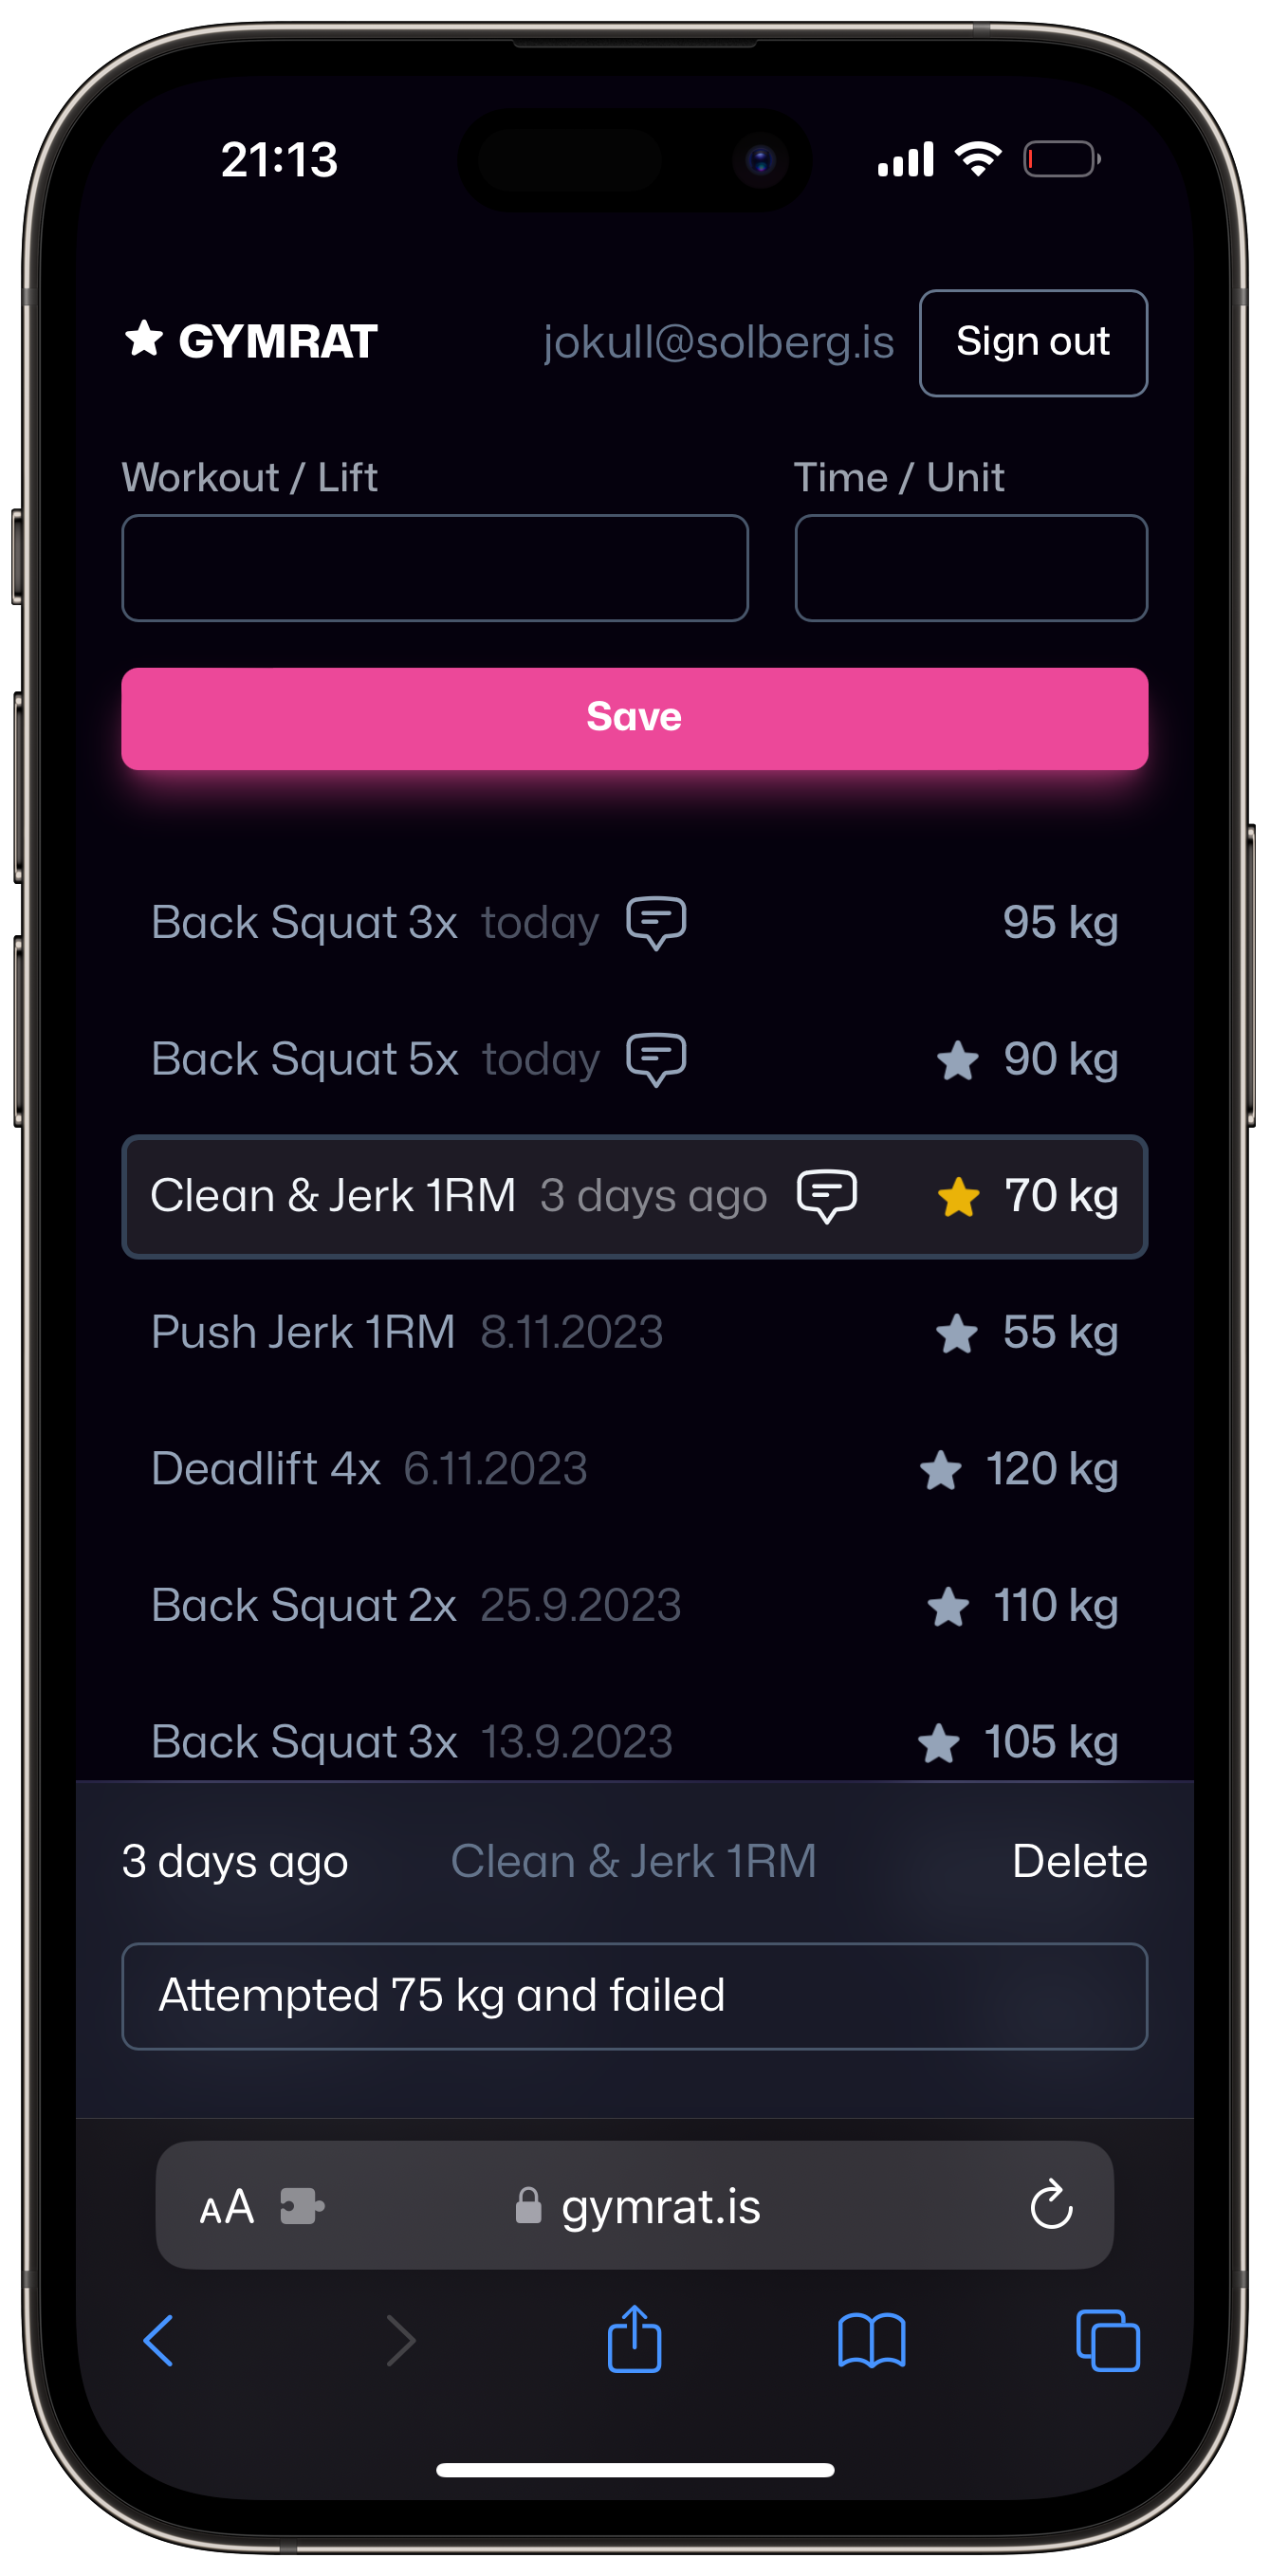 21:13
GYMRAT jokull@solberg.is Sign out
Workout / Lift Time / Unit
Save
Back Squat 3x today 95 kg
Back Squat 5x today 90 kg
Clean & Jerk 1RM 3 days ago 70 kg
Push Jerk 1RM 8.11.2023 55 kg
Deadlift 4x 6.11.2023 120 kg
Back Squat 2x 25.9.2023 110 kg
Back Squat 3x 13.9.2023 105 kg
3 days ago Clean & Jerk 1RM Delete
Attempted 75 kg and failed
AA gymrat.is